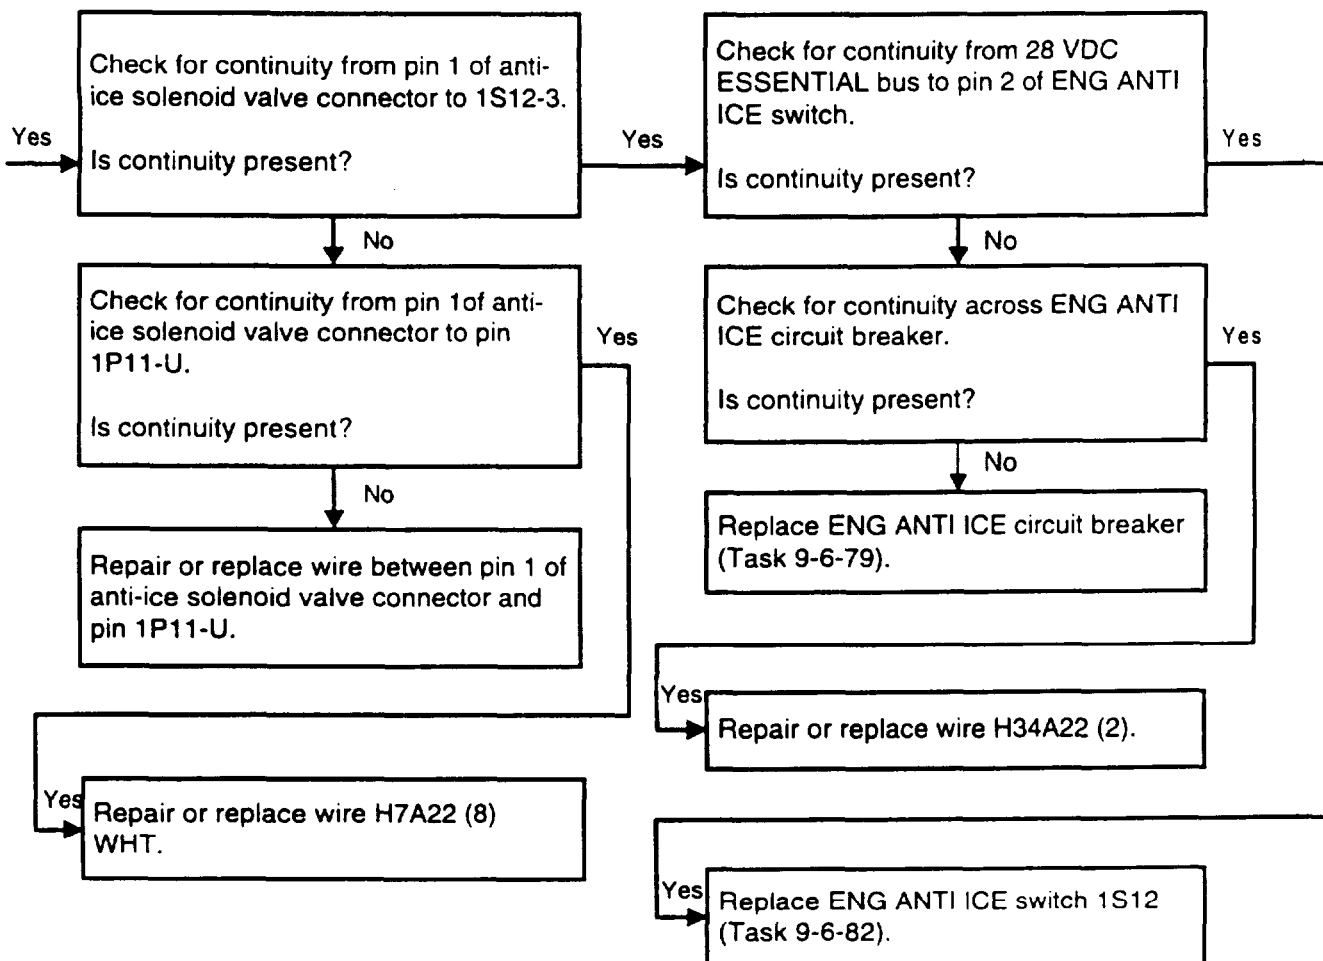 Yes
Check for continuity from pin 1 of anti-
ice solenoid valve connector to 1S12-3.
Is continuity present?
Yes
Check for continuity from 28 VDC
ESSENTIAL bus to pin 2 of ENG ANTI
ICE switch.
Is continuity present?
Yes
No
No
Check for continuity from pin 1of anti-
ice solenoid valve connector to pin
1P11-U.
Is continuity present?
Yes
Check for continuity across ENG ANTI
ICE circuit breaker.
Is continuity present?
Yes
No
No
Repair or replace wire between pin 1 of
anti-ice solenoid valve connector and
pin 1P11-U.
Replace ENG ANTI ICE circuit breaker
(Task 9-6-79).
Yes
Repair or replace wire H34A22 (2).
Yes
Repair or replace wire H7A22 (8)
WHT.
Yes
Replace ENG ANTI ICE switch 1S12
(Task 9-6-82).